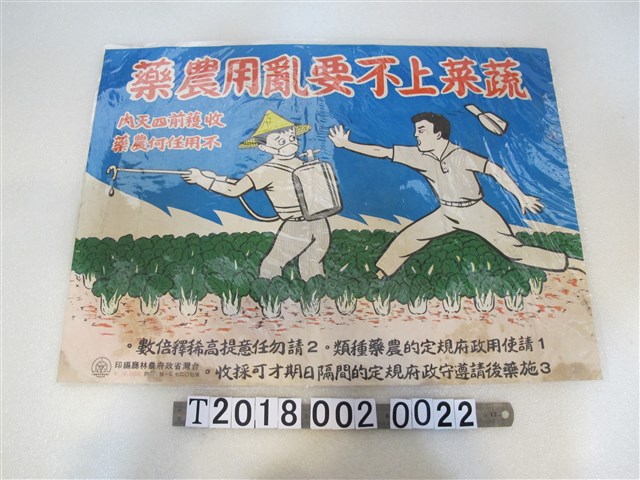 蔬菜上不要亂用農藥
收穫前四天內
不用任何農藥
1請使用政府規定的農藥種類。2請勿任意提高稀釋倍數。
3施藥後請遵守政府規定的間隔日期才可採收。
台灣省政府農林廳編印
T2018 002 0022